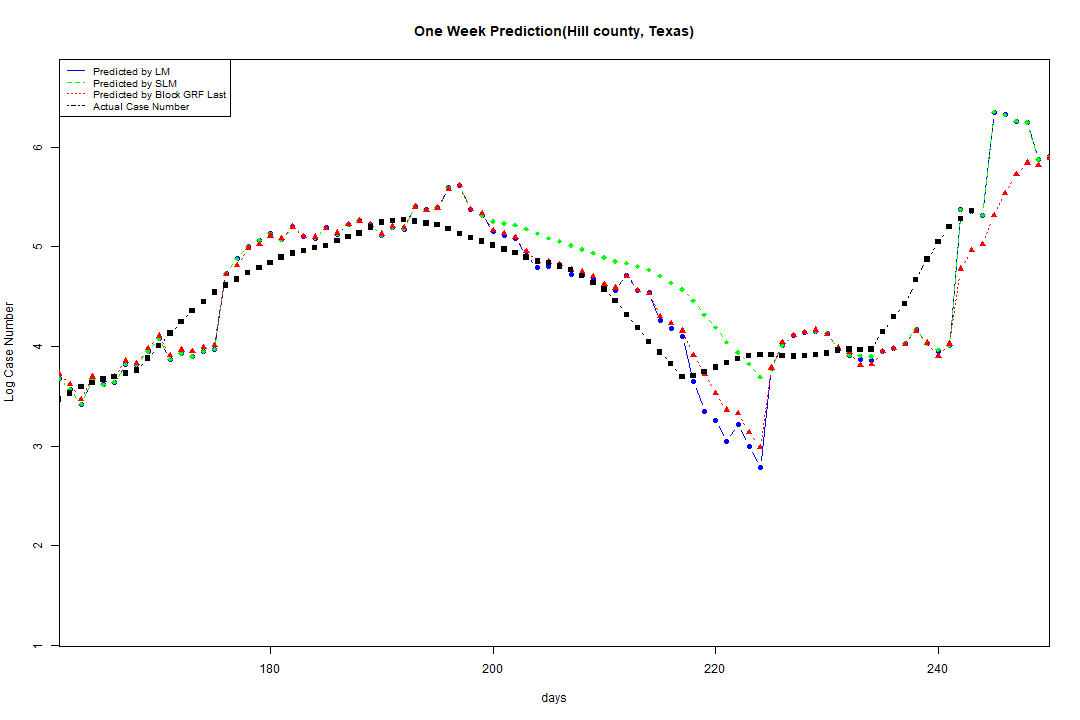 One Week Prediction(Hill county, Texas)
Predicted by LM
Predicted by SLM
Predicted by Block GRF Last
Actual Case Number
Log Case Number
6
5
4
3
2
1
180
200
220
240
days